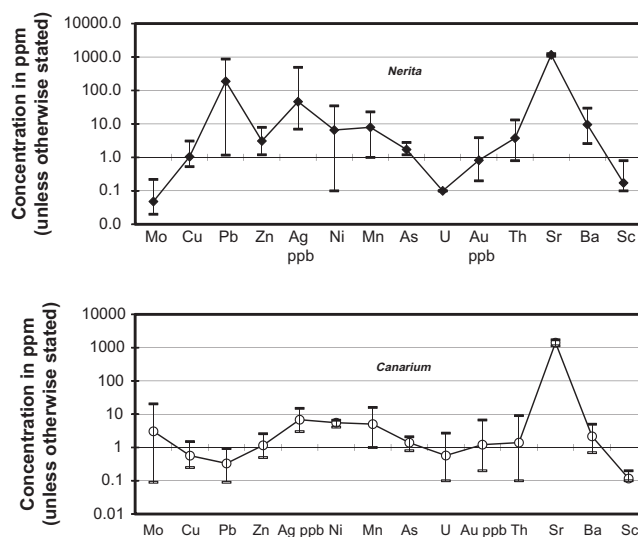 Concentration in ppm
(unless otherwise stated)
10000.0
1000.0
100.0
10.0
1.0
0.1
0.0
Nerita
Mo Cu Pb Zn Ag Ni Mn As U Au Th Sr Ba Sc
ppb ppb
Concentration in ppm
(unless otherwise stated)
10000
1000
100
10
1
0.1
0.01
Canarium
Mo Cu Pb Zn Ag ppb Ni Mn As U Au ppb Th Sr Ba Sc